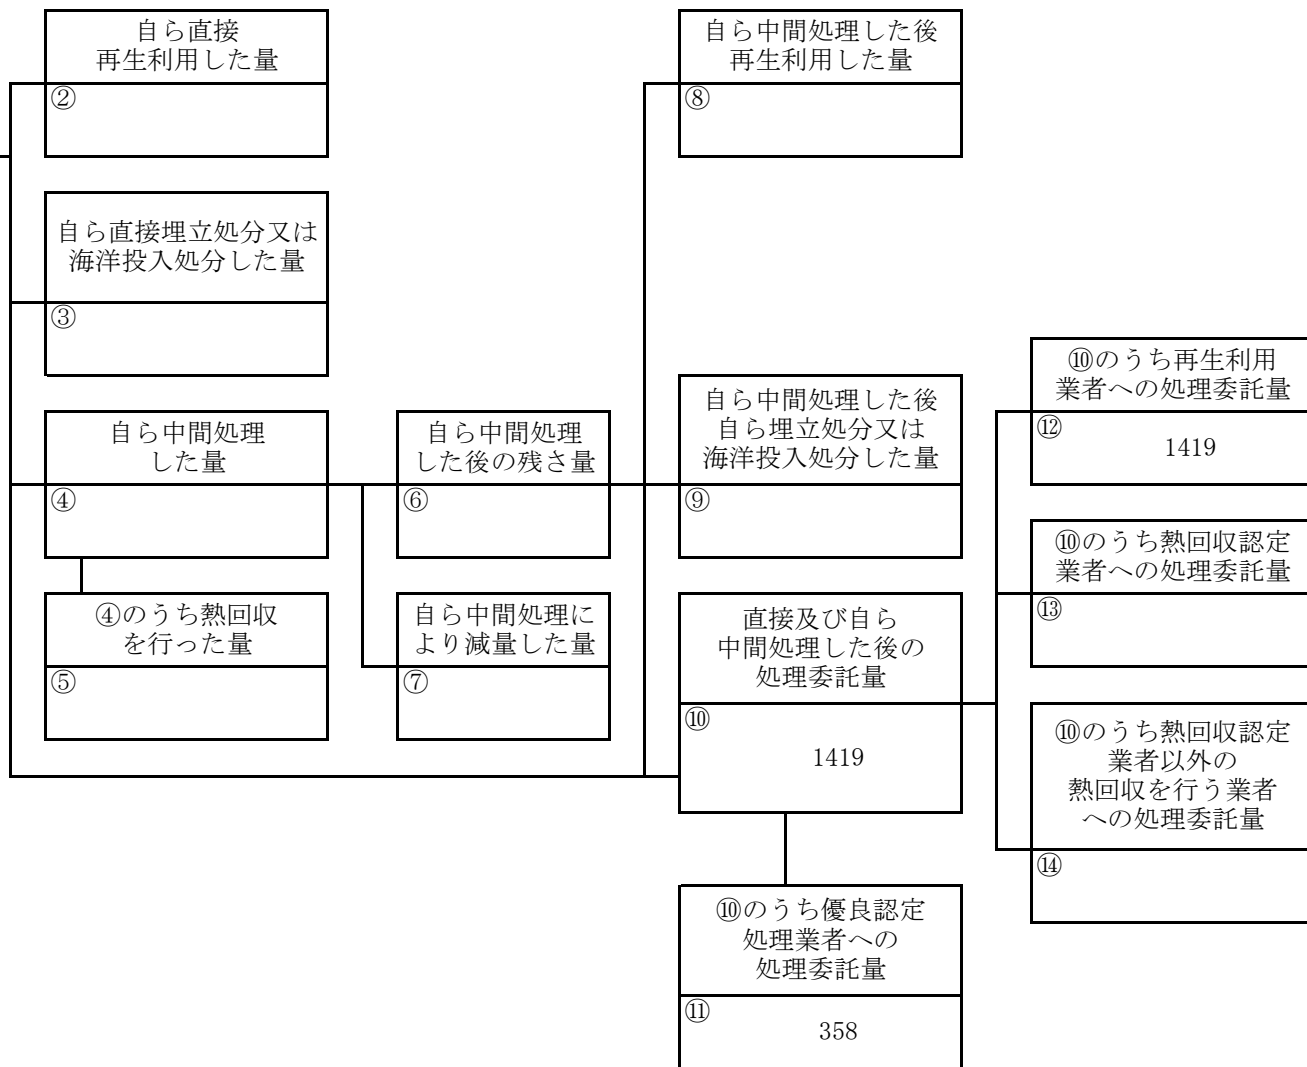 自ら直接
再生利用した量
②
自ら中間処理した後
再生利用した量
⑧
自ら直接埋立処分又は
海洋投入処分した量
③
自ら中間処理
した量
④
自ら中間処理
した後の残さ量
⑥
自ら中間処理した後
自ら埋立処分又は
海洋投入処分した量
⑨
⑩のうち再生利用
業者への処理委託量
⑫
1419
⑩のうち熱回収認定
業者への処理委託量
⑬
④のうち熱回収
を行った量
⑤
自ら中間処理に
より減量した量
⑦
直接及び自ら
中間処理した後の
処理委託量
⑩
1419
⑩のうち熱回収認定
業者以外の
熱回収を行う業者
への処理委託量
⑭
⑩のうち優良認定
処理業者への
処理委託量
⑪
358